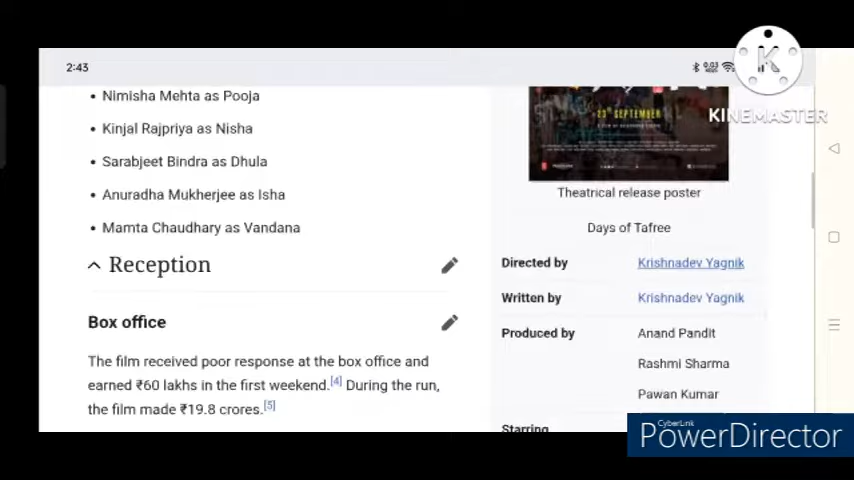 2:43
KINEMASTER
• Nimisha Mehta as Pooja
• Kinjal Rajpriya as Nisha
• Sarabjeet Bindra as Dhula
• Anuradha Mukherjee as Isha
• Mamta Chaudhary as Vandana
Reception
Box office
The film received poor response at the box office and
earned ₹60 lakhs in the first weekend.[4] During the run,
the film made ₹19.8 crores.[5]
23rd SEPTEMBER
Theatrical release poster
Days of Tafree
Directed by Krishnadev Yagnik
Written by Krishnadev Yagnik
Produced by Anand Pandit
Rashmi Sharma
Pawan Kumar
Starring
CyberLink
PowerDirector